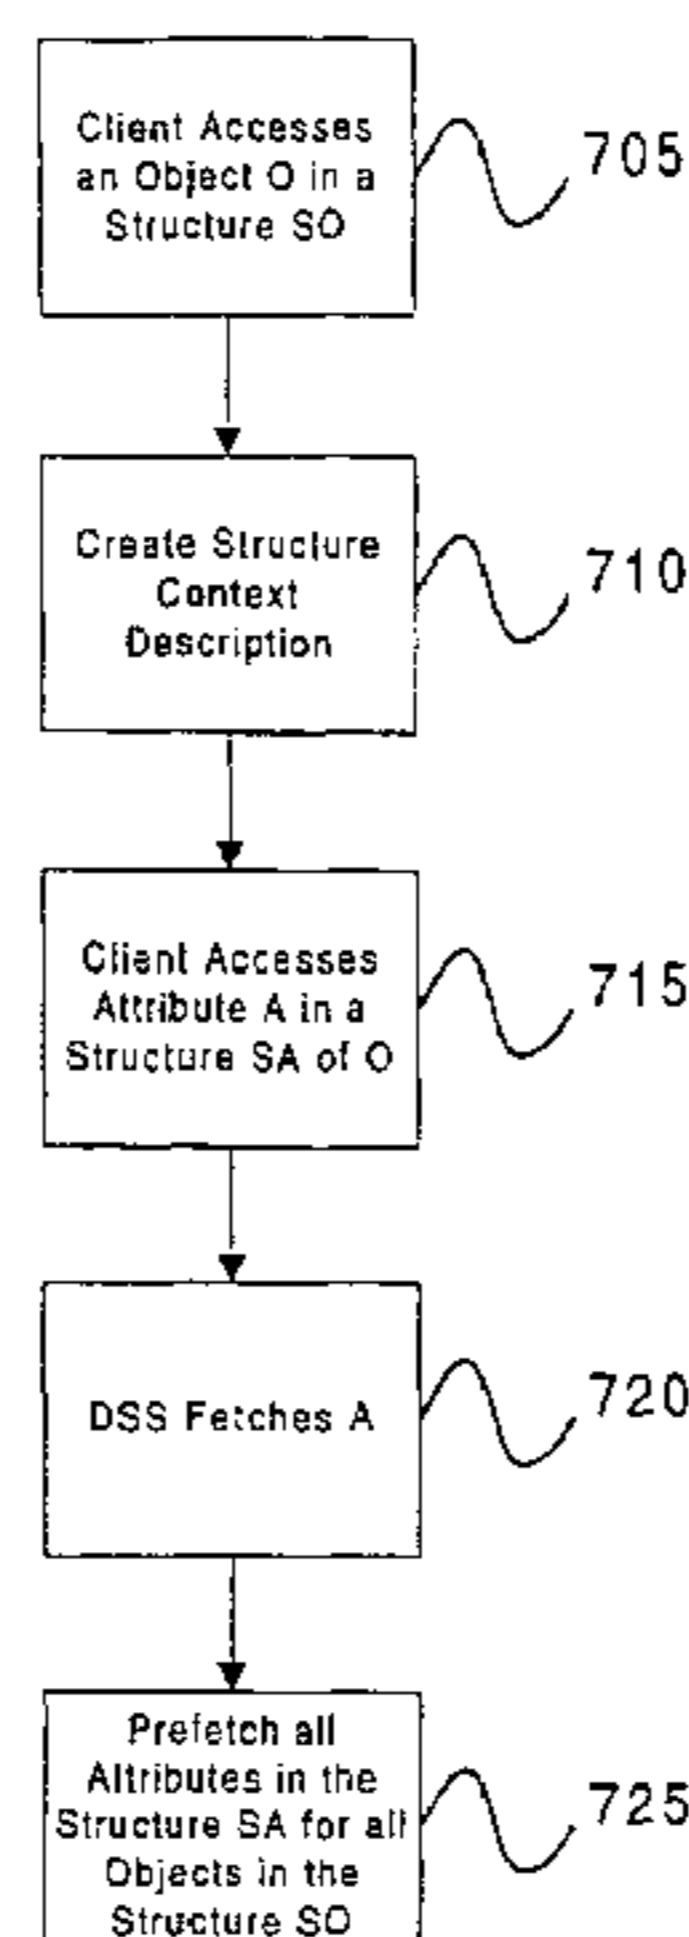 Client Accesses
an Object O in a
Structure SO
705
Create Structure
Context
Description
710
Client Accesses
Attribute A in a
Structure SA of O
715
DSS Fetches A
720
Prefetch all
Attributes in the
Structure SA for all
Objects in the
Structure SO
725